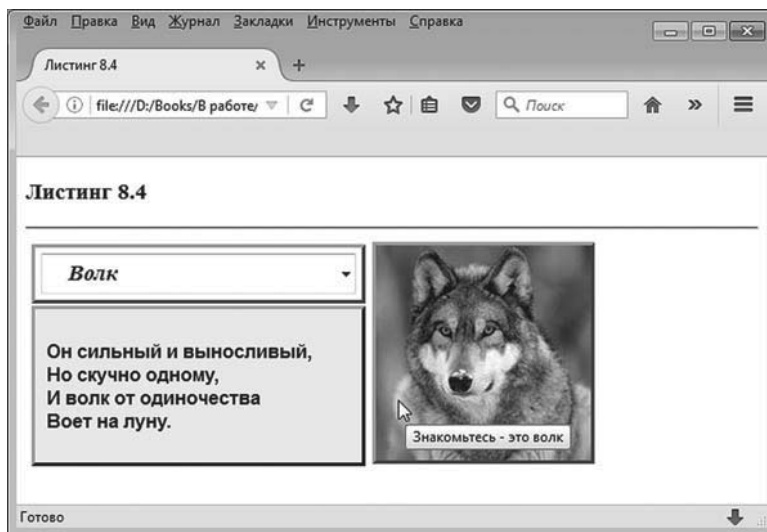 Файл Правка Вид Журнал Закладки Инструменты Справка
Листинг 8.4
file:///D:/Books/В работе/
Поиск
Листинг 8.4
Волк
Он сильный и выносливый,
Но скучно одному,
И волк от одиночества
Воет на луну.
Знакомьтесь - это волк
Готово